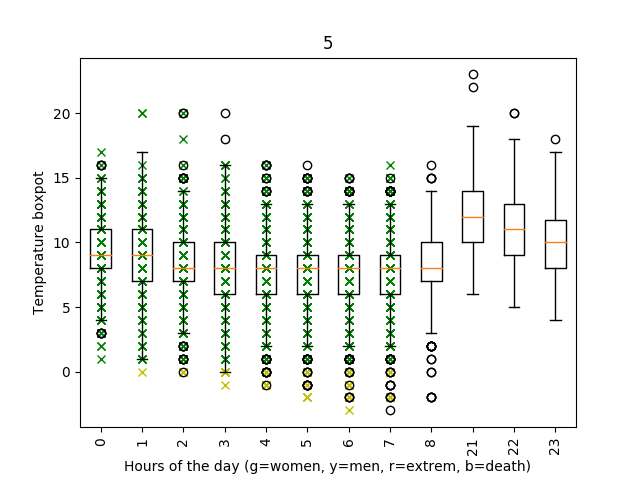 5
Temperature boxpot
20
15
10
5
0
0 1 2 3 4 5 6 7 8 21 22 23
Hours of the day (g=women, y=men, r=extrem, b=death)